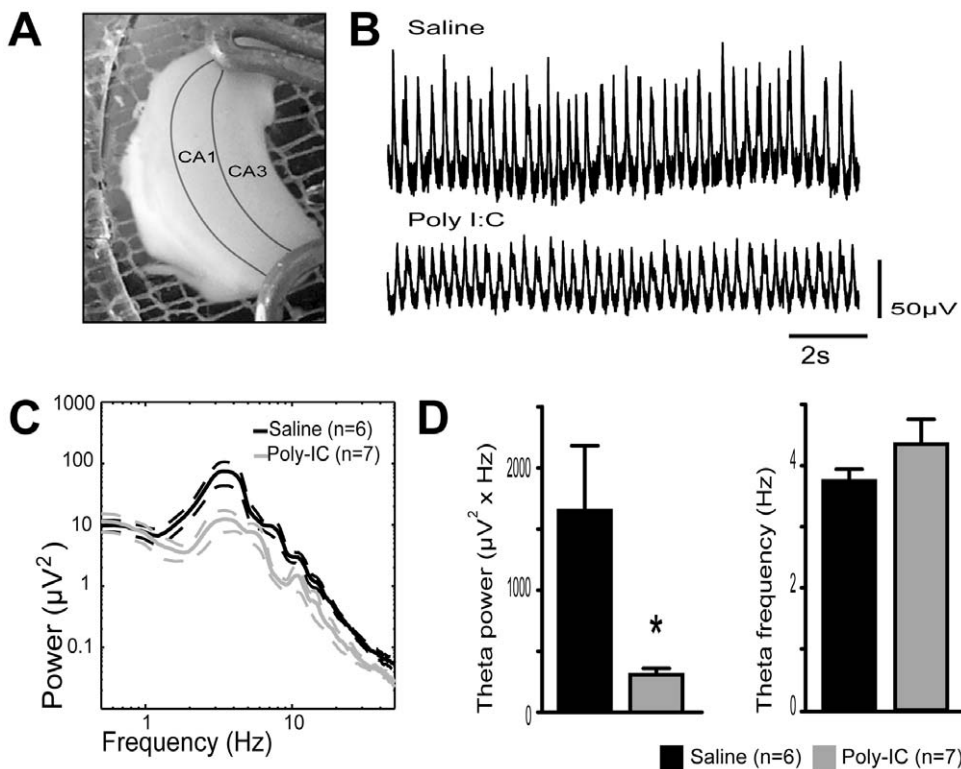 A
CA1
CA3
B
Saline
Poly I:C
50µV
2s
C
1000
100
10
1
0.1
Power (µV²)
1
10
Frequency (Hz)
Saline (n=6)
Poly-IC (n=7)
D
Theta power (µV² x Hz)
2000
1000
0
*
Theta frequency (Hz)
4
2
0
Saline (n=6)
Poly-IC (n=7)